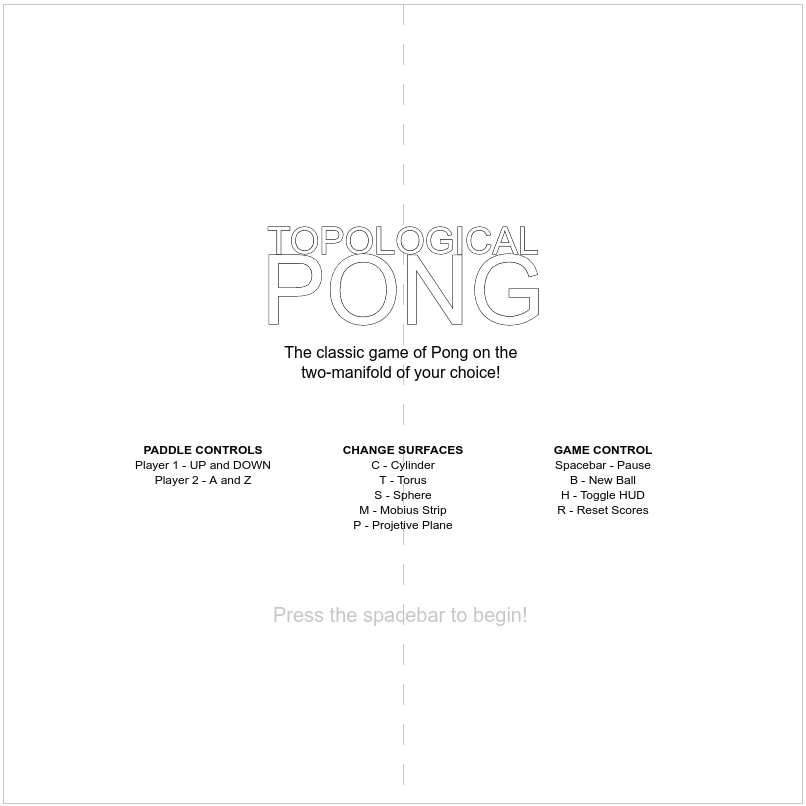 TOPOLOGICAL
PONG
The classic game of Pong on the
two-manifold of your choice!
PADDLE CONTROLS
Player 1 - UP and DOWN
Player 2 - A and Z
CHANGE SURFACES
C - Cylinder
T - Torus
S - Sphere
M - Mobius Strip
P - Projetive Plane
GAME CONTROL
Spacebar - Pause
B - New Ball
H - Toggle HUD
R - Reset Scores
Press the spacebar to begin!